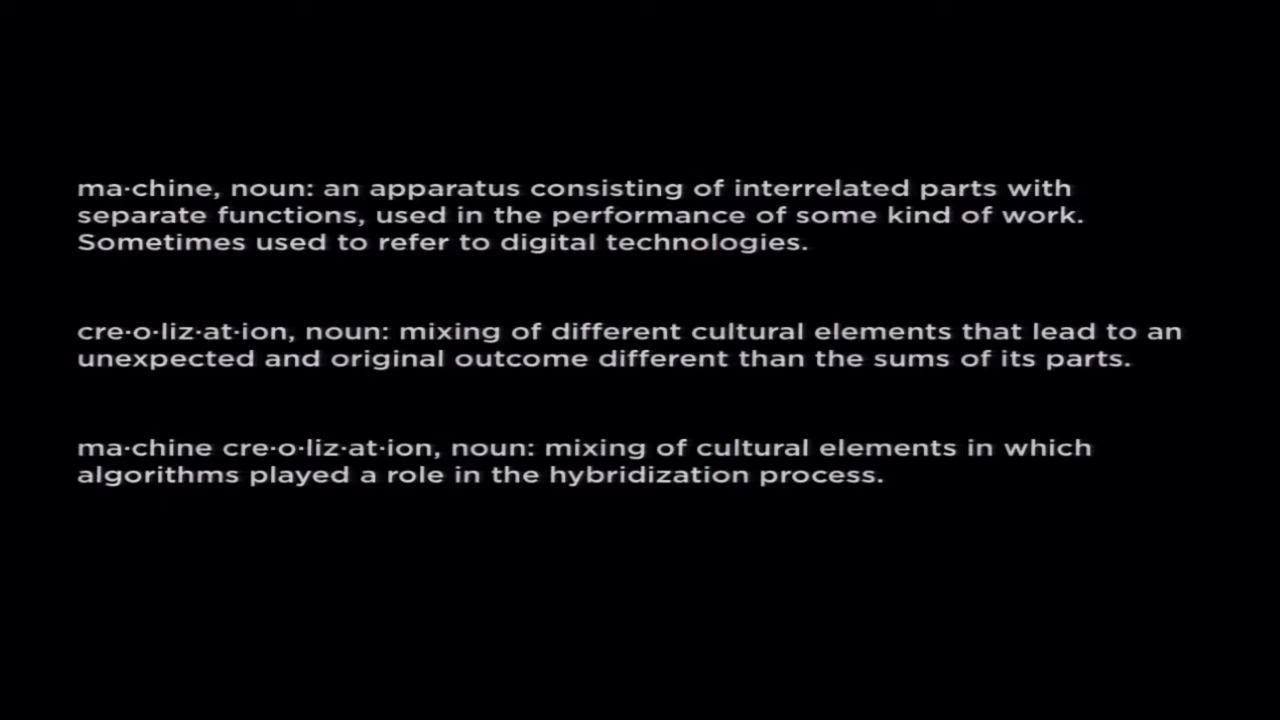 ma·chine, noun: an apparatus consisting of interrelated parts with
separate functions, used in the performance of some kind of work.
Sometimes used to refer to digital technologies.
cre·o·liz·at·ion, noun: mixing of different cultural elements that lead to an
unexpected and original outcome different than the sums of its parts.
ma·chine cre·o·liz·at·ion, noun: mixing of cultural elements in which
algorithms played a role in the hybridization process.